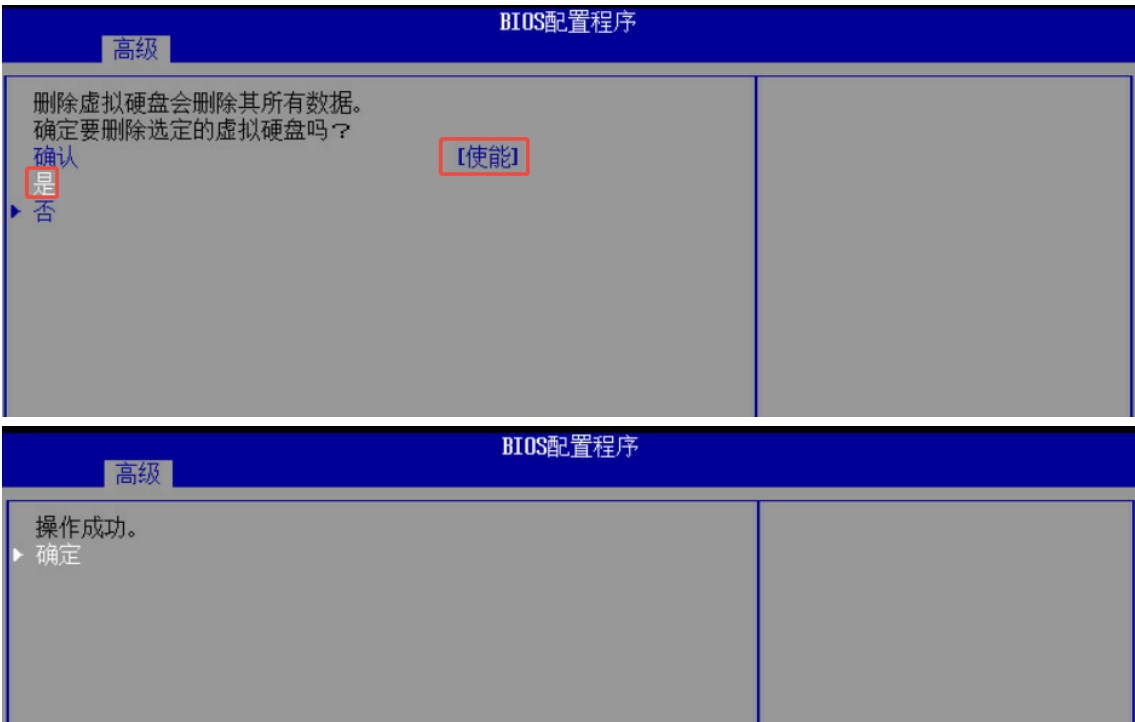 BIOS配置程序
高级
删除虚拟硬盘会删除其所有数据。
确定要删除选定的虚拟硬盘吗？
确认 [使能]
是
否
BIOS配置程序
高级
操作成功。
确定